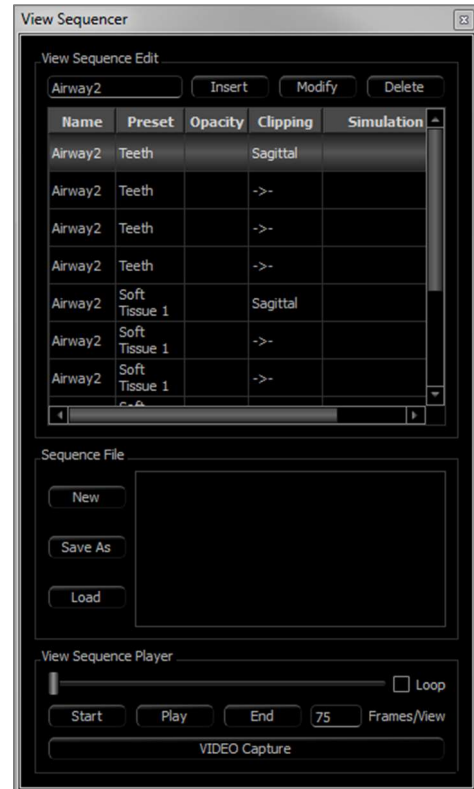 View Sequencer
View Sequence Edit
Airway2 Insert Modify Delete
Name Preset Opacity Clipping Simulation
Airway2 Teeth Sagittal
Airway2 Teeth ->-
Airway2 Teeth ->-
Airway2 Teeth ->-
Airway2 Soft Tissue 1 Sagittal
Airway2 Soft Tissue 1 ->-
Airway2 Soft Tissue 1 ->-
Sequence File
New
Save As
Load
View Sequence Player
Loop
Start Play End 75 Frames/View
VIDEO Capture